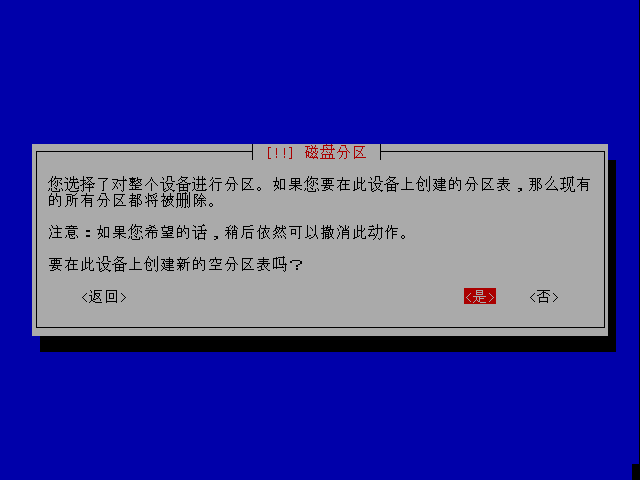 [!!] 磁盘分区
您选择了对整个设备进行分区。如果您要在此设备上创建的分区表，那么现有
的所有分区都将被删除。
注意：如果您希望的话，稍后依然可以撤消此动作。
要在此设备上创建新的空分区表吗？
<返回> <是> <否>